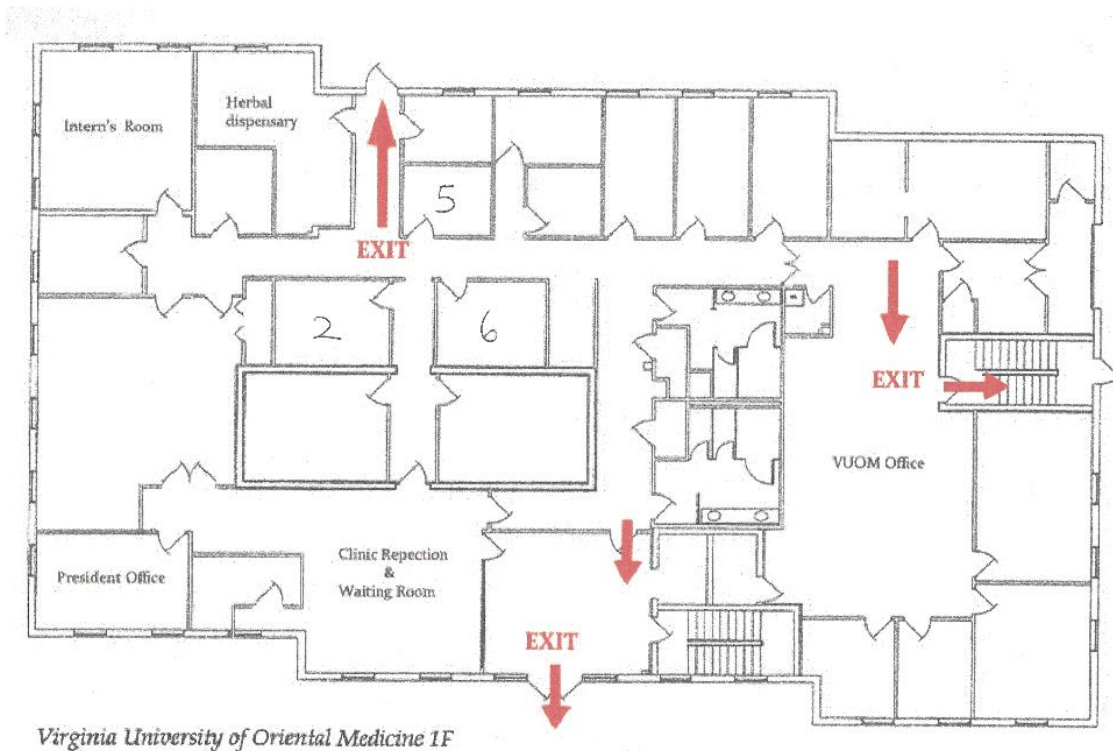 Intern's Room
Herbal
dispensary
5
EXIT
2
6
EXIT
VUOM Office
President Office
Clinic Repection
&
Waiting Room
EXIT
Virginia University of Oriental Medicine 1F